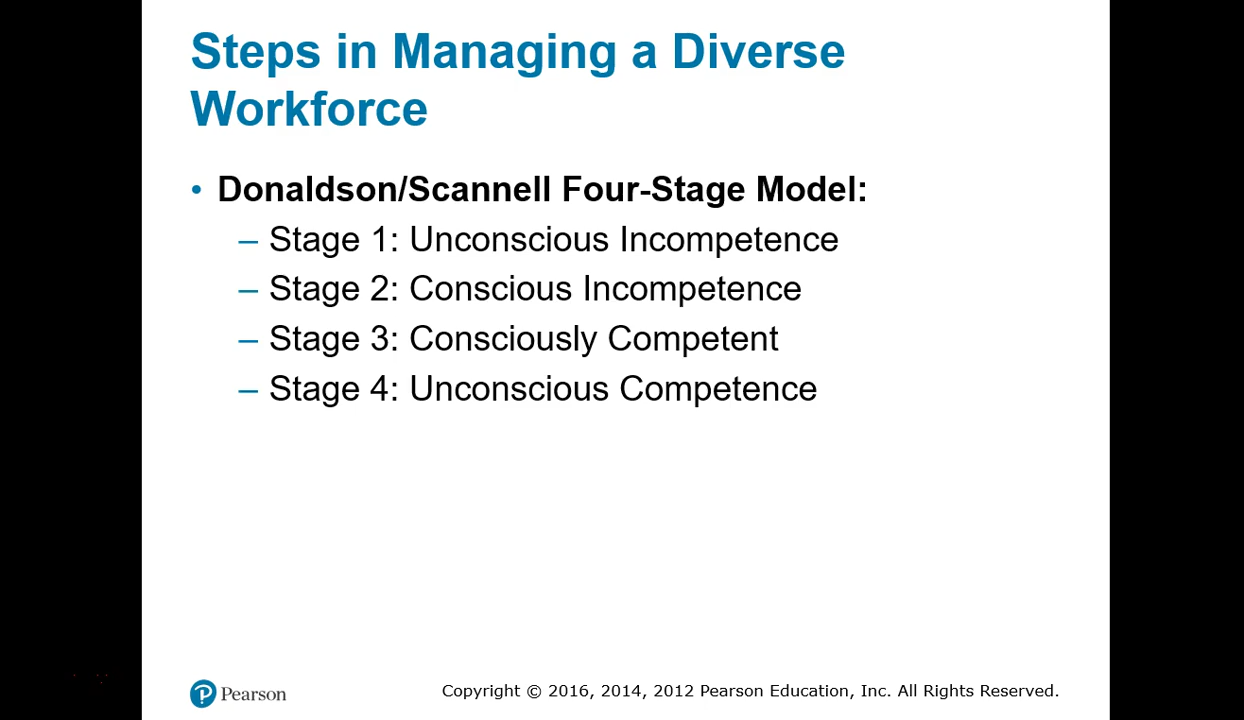 Steps in Managing a Diverse
Workforce
• Donaldson/Scannell Four-Stage Model:
– Stage 1: Unconscious Incompetence
– Stage 2: Conscious Incompetence
– Stage 3: Consciously Competent
– Stage 4: Unconscious Competence
Pearson
Copyright © 2016, 2014, 2012 Pearson Education, Inc. All Rights Reserved.